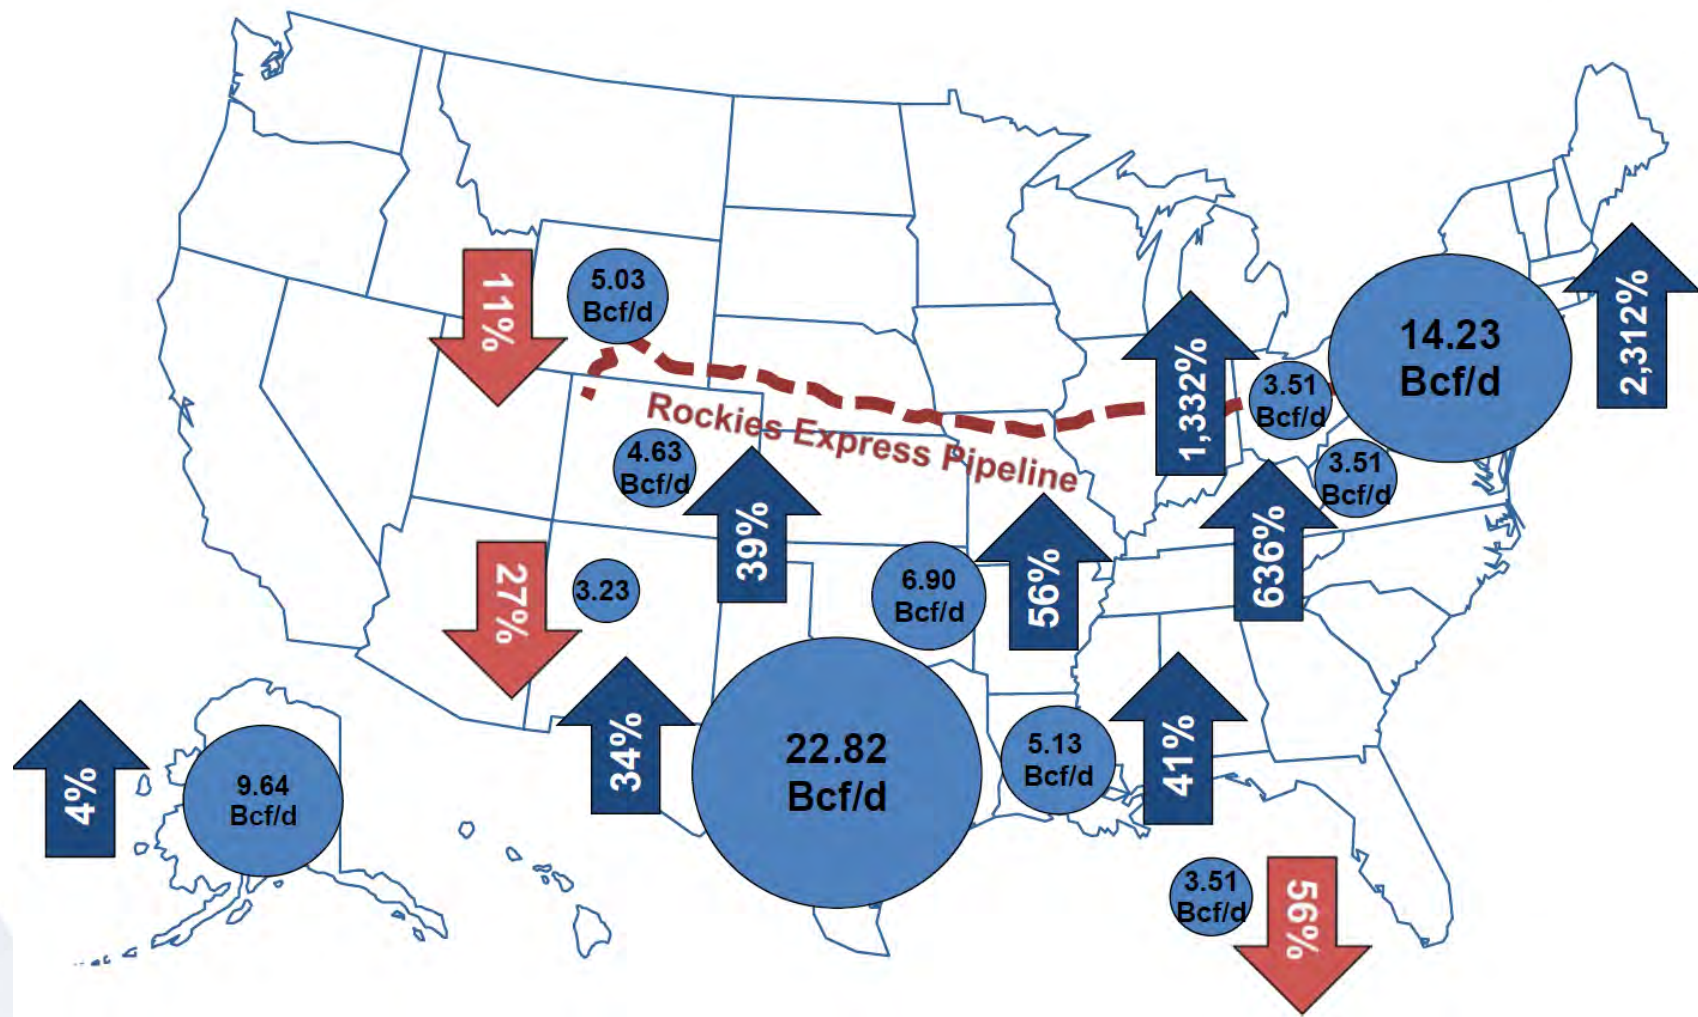 11%
5.03
Bcf/d
Rockies Express Pipeline
1,332%
3.51
Bcf/d
14.23
Bcf/d
2,312%
4.63
Bcf/d
39%
3.51
Bcf/d
27%
3.23
6.90
Bcf/d
56%
636%
4%
9.64
Bcf/d
34%
22.82
Bcf/d
5.13
Bcf/d
41%
3.51
Bcf/d
56%